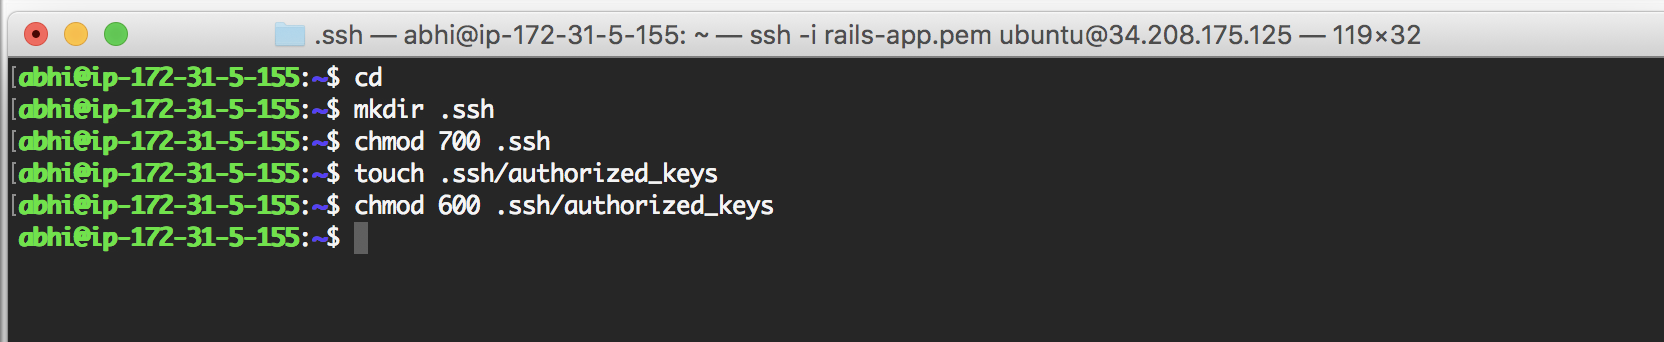 .ssh — abhi@ip-172-31-5-155: ~ — ssh -i rails-app.pem ubuntu@34.208.175.125 — 119×32
[abhi@ip-172-31-5-155:~$ cd
[abhi@ip-172-31-5-155:~$ mkdir .ssh
[abhi@ip-172-31-5-155:~$ chmod 700 .ssh
[abhi@ip-172-31-5-155:~$ touch .ssh/authorized_keys
[abhi@ip-172-31-5-155:~$ chmod 600 .ssh/authorized_keys
abhi@ip-172-31-5-155:~$